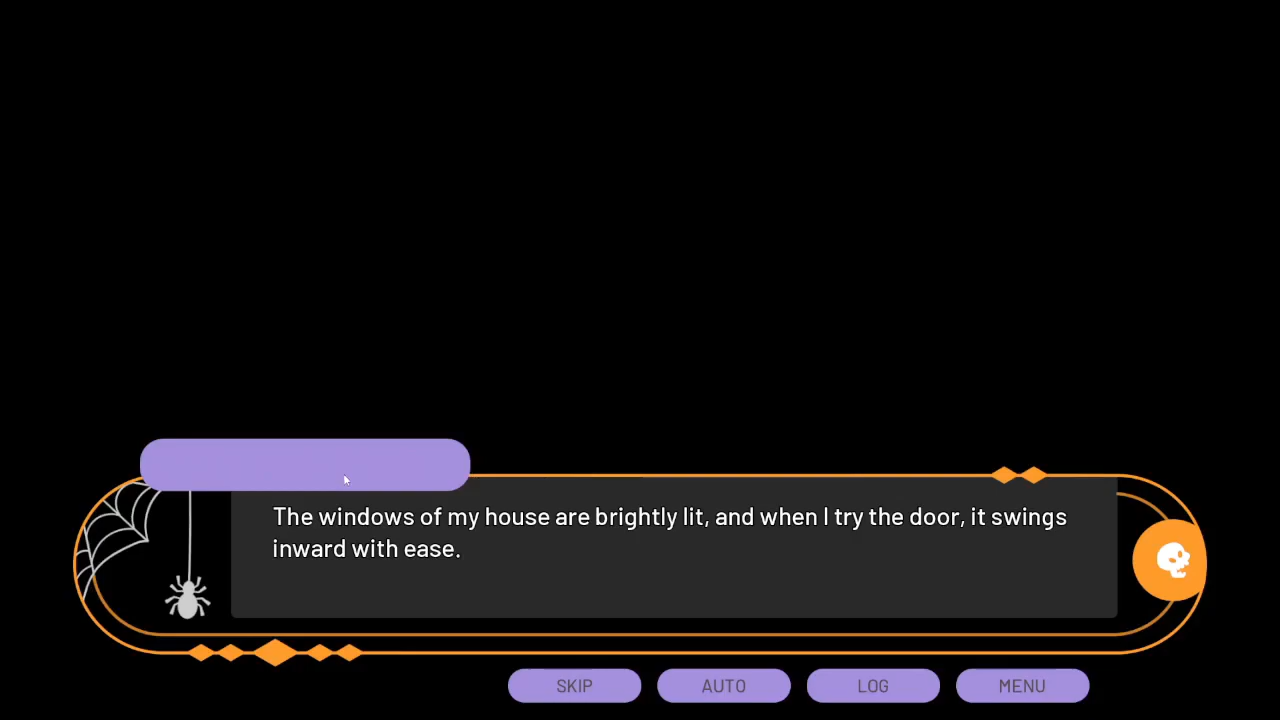 The windows of my house are brightly lit, and when I try the door, it swings
inward with ease.
SKIP AUTO LOG MENU